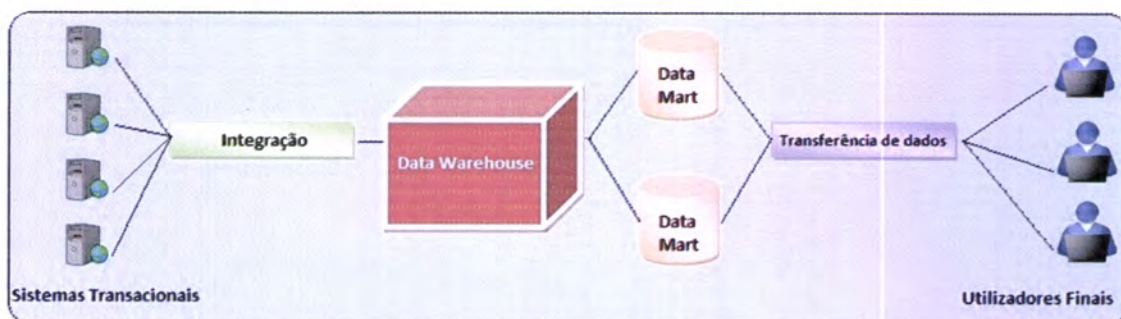 Sistemas Transacionais
Integração
Data Warehouse
Data
Mart
Data
Mart
Transferência de dados
Utilizadores Finais